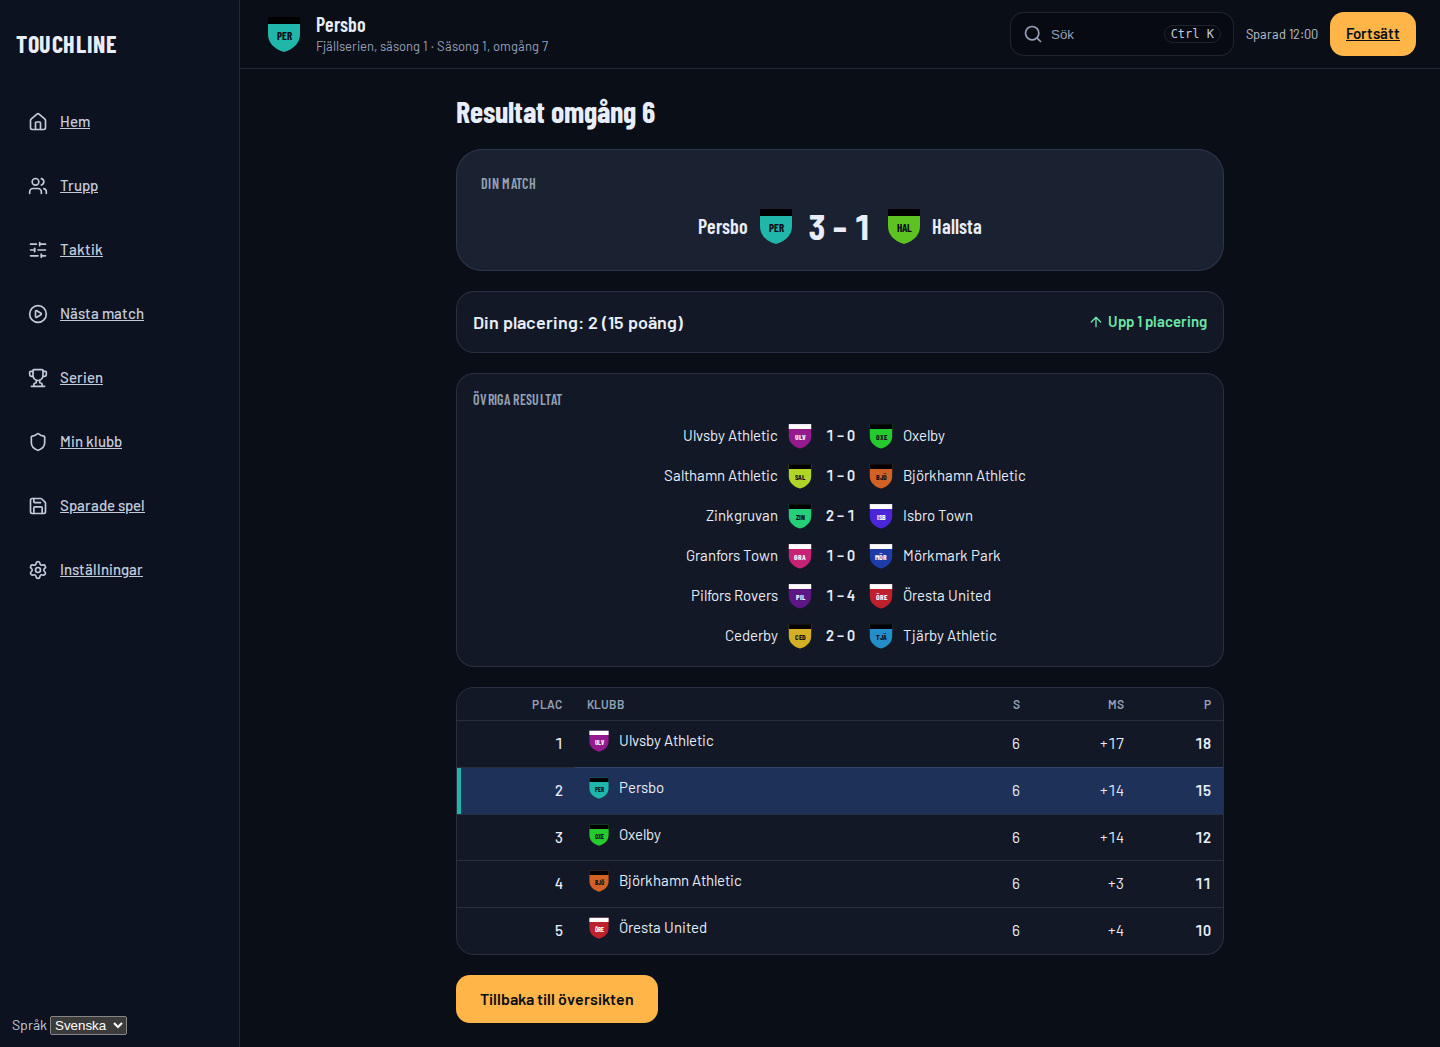 TOUCHLINE
Hem
Trupp
Taktik
Nästa match
Serien
Min klubb
Sparade spel
Inställningar
Språk Svenska
PER
Persbo
Fjällserien, säsong 1 · Säsong 1, omgång 7
Sök Ctrl K
Sparad 12:00
Fortsätt
Resultat omgång 6
DIN MATCH
Persbo PER 3 – 1 HAL Hallsta
Din placering: 2 (15 poäng)
Upp 1 placering
ÖVRIGA RESULTAT
Ulvsby Athletic ULV 1 – 0 OXE Oxelby
Salthamn Athletic SAL 1 – 0 BJÖ Björkhamn Athletic
Zinkgruvan ZIN 2 – 1 ISB Isbro Town
Granfors Town GRA 1 – 0 MÖR Mörkmark Park
Pilfors Rovers PIL 1 – 4 ÖRE Öresta United
Cederby CED 2 – 0 TJÄ Tjärby Athletic
PLAC KLUBB S MS P
1 ULV Ulvsby Athletic 6 +17 18
2 PER Persbo 6 +14 15
3 OXE Oxelby 6 +14 12
4 BJÖ Björkhamn Athletic 6 +3 11
5 ÖRE Öresta United 6 +4 10
Tillbaka till översikten